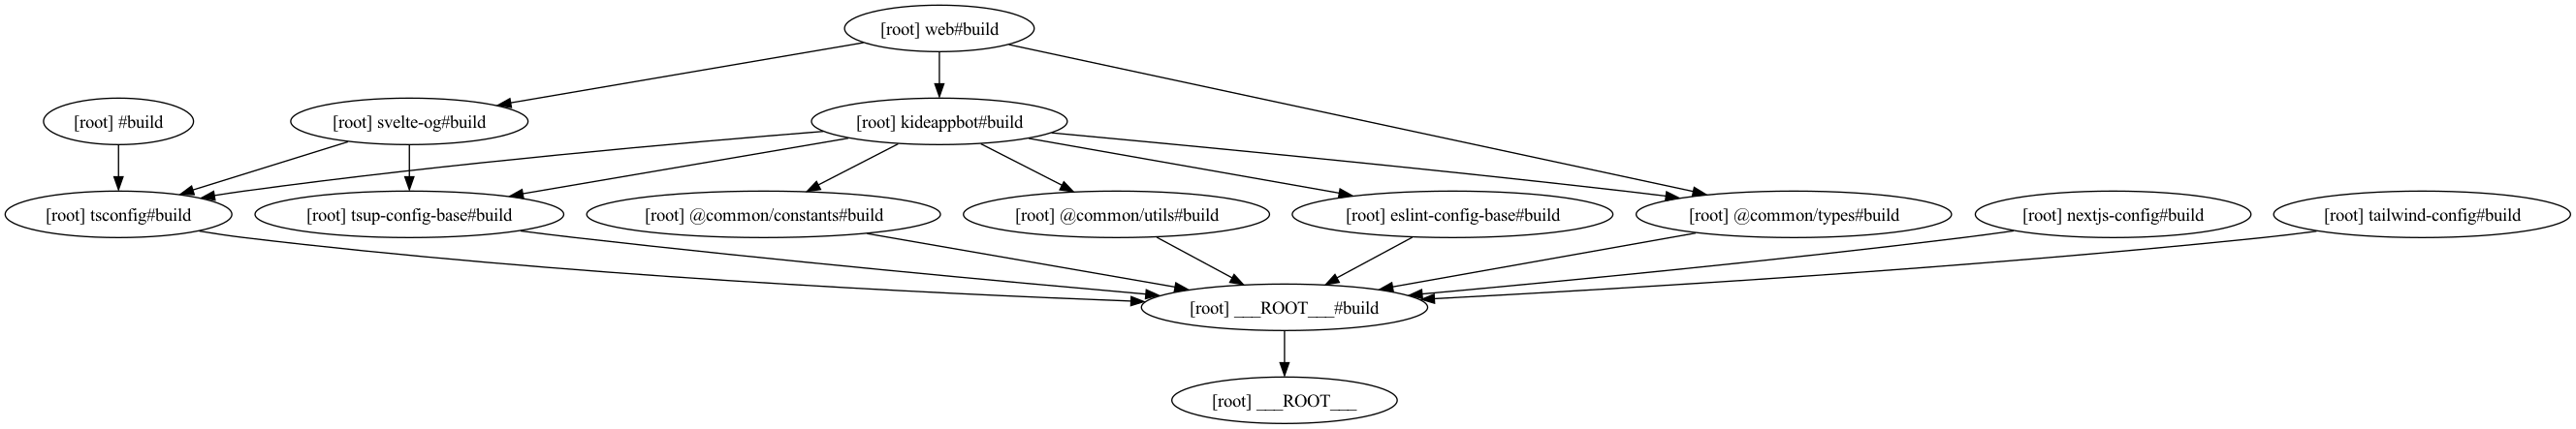 [root] web#build
[root] #build
[root] svelte-og#build
[root] kideappbot#build
[root] tsconfig#build
[root] tsup-config-base#build
[root] @common/constants#build
[root] @common/utils#build
[root] eslint-config-base#build
[root] @common/types#build
[root] nextjs-config#build
[root] tailwind-config#build
[root] ___ROOT___#build
[root] ___ROOT___